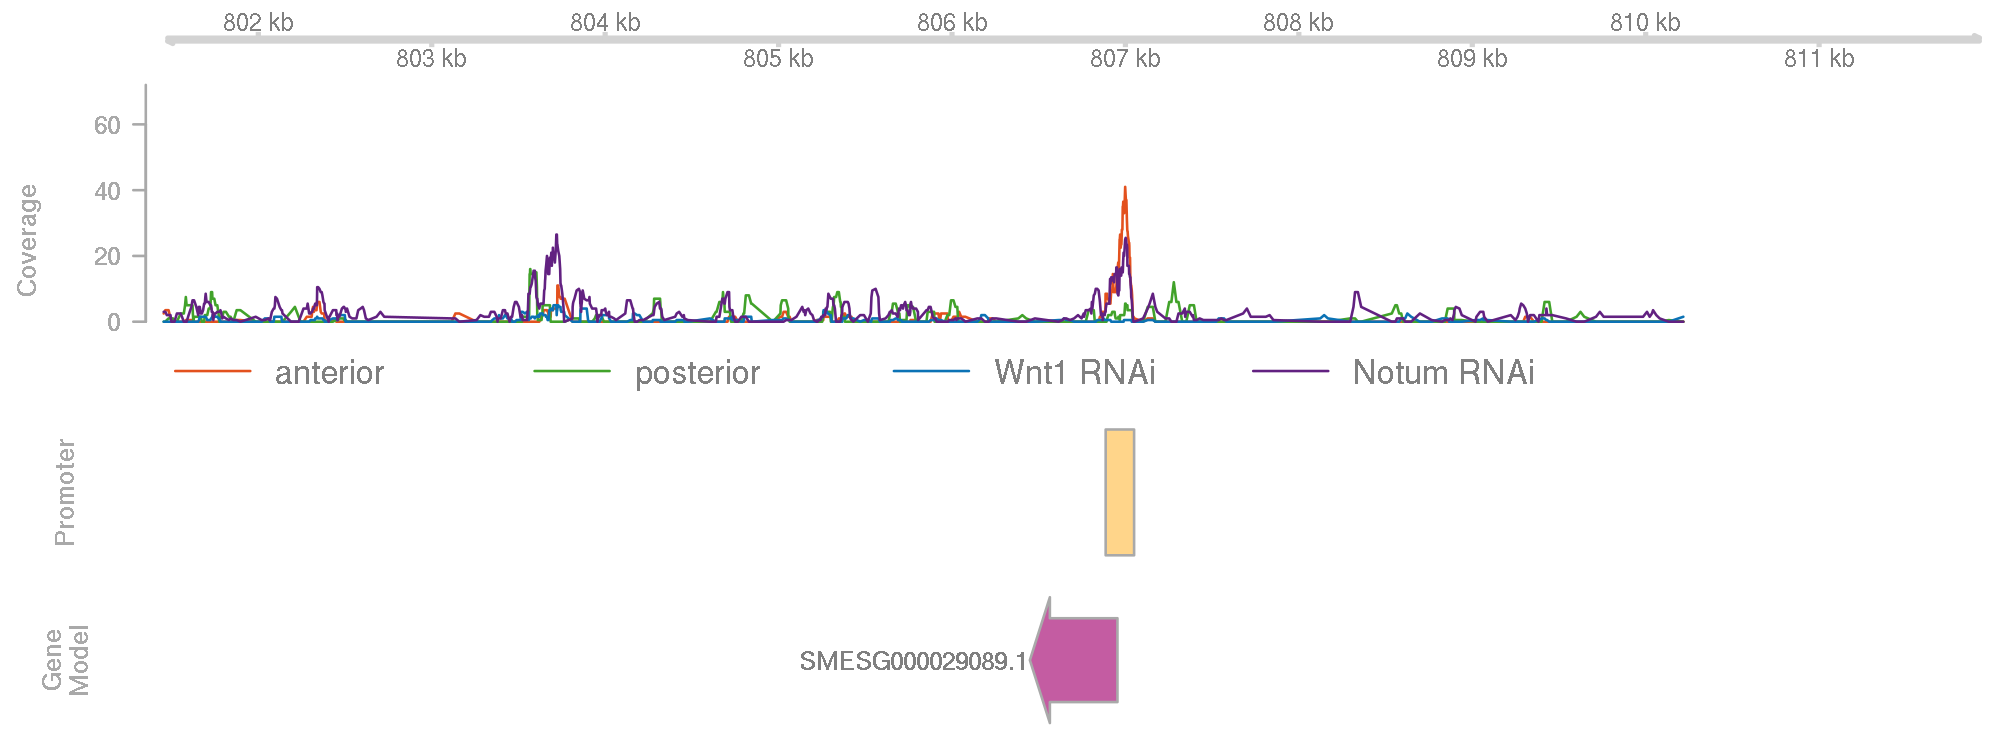 802 kb 804 kb 806 kb 808 kb 810 kb
803 kb 805 kb 807 kb 809 kb 811 kb
Coverage
60
40
20
0
anterior posterior Wnt1 RNAi Notum RNAi
Promoter
Gene
Model
SMESG000029089.1